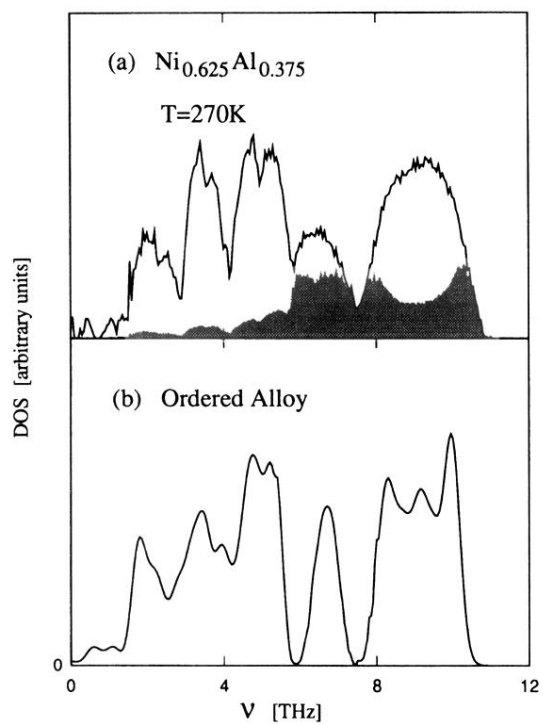 (a) Ni0.625Al0.375
T=270K
DOS [arbitrary units]
(b) Ordered Alloy
0
0 4 8 12
ν [THz]